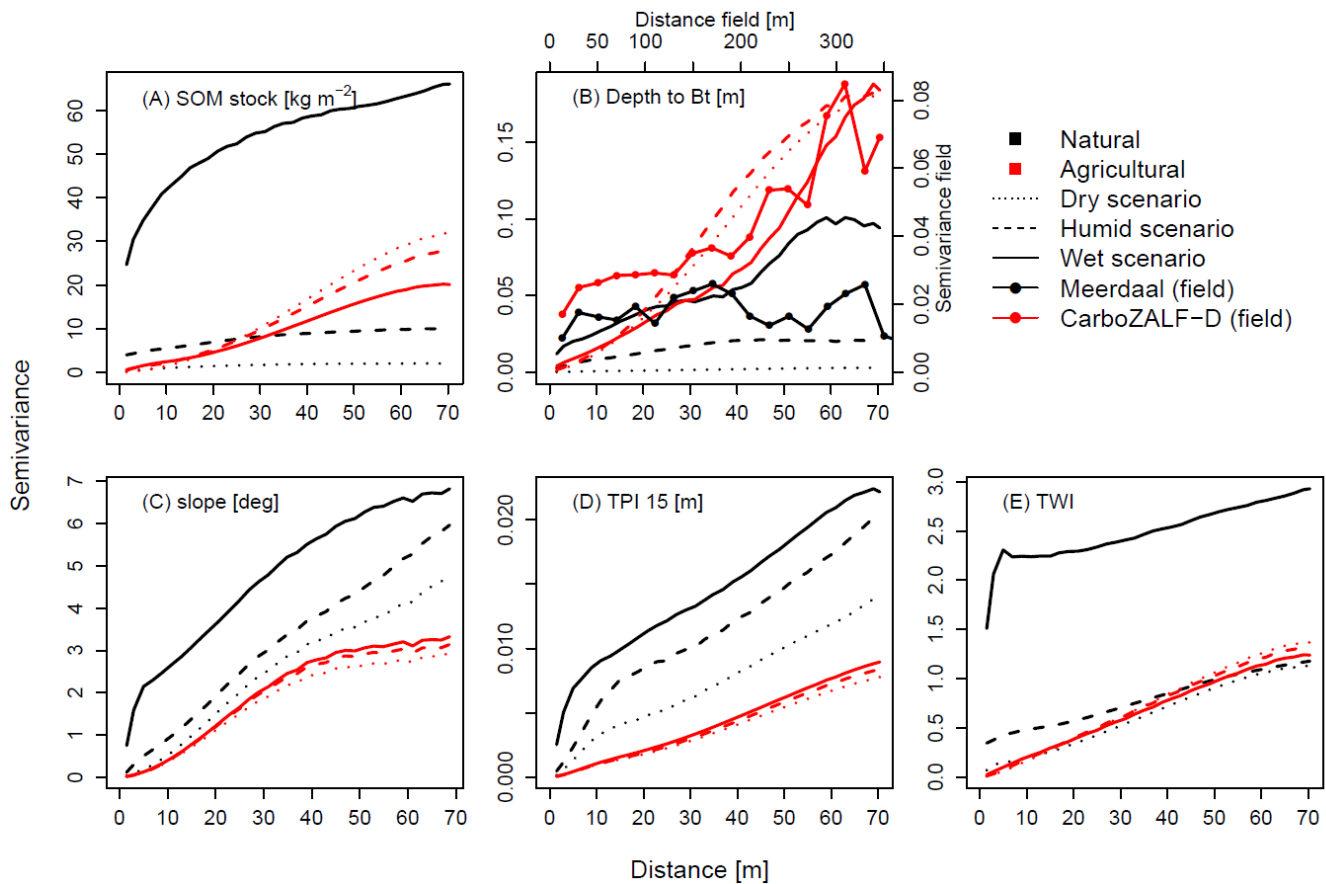 Distance field [m]
0 50 100 200 300
(A) SOM stock [kg m−2]
0 10 20 30 40 50 60
0 10 20 30 40 50 60 70
(B) Depth to Bt [m]
0.00 0.05 0.10 0.15
0.00 0.02 0.04 0.06 0.08
Semivariance field
0 10 20 30 40 50 60 70
Natural
Agricultural
Dry scenario
Humid scenario
Wet scenario
Meerdaal (field)
CarboZALF−D (field)
Semivariance
(C) slope [deg]
0 1 2 3 4 5 6 7
0 10 20 30 40 50 60 70
(D) TPI 15 [m]
0.000 0.010 0.020
0 10 20 30 40 50 60 70
(E) TWI
0.0 0.5 1.0 1.5 2.0 2.5 3.0
0 10 20 30 40 50 60 70
Distance [m]